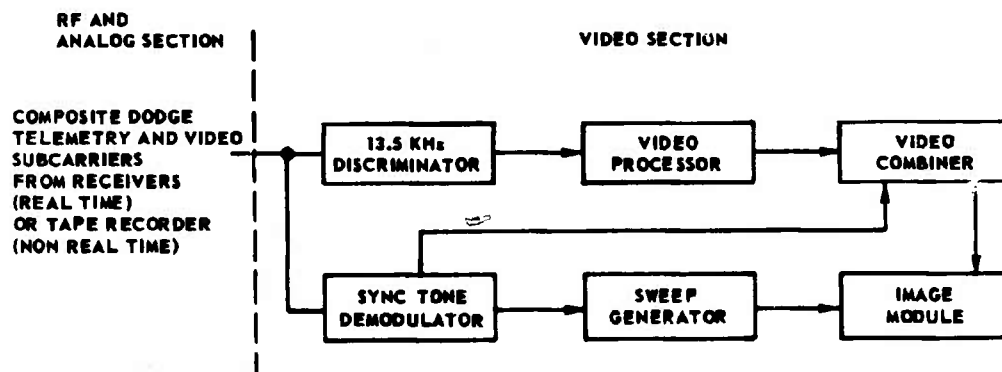 RF AND
ANALOG SECTION
VIDEO SECTION
COMPOSITE DODGE
TELEMETRY AND VIDEO
SUBCARRIERS
FROM RECEIVERS
(REAL TIME)
OR TAPE RECORDER
(NON REAL TIME)
13.5 KHz
DISCRIMINATOR
VIDEO
PROCESSOR
VIDEO
COMBINER
SYNC TONE
DEMODULATOR
SWEEP
GENERATOR
IMAGE
MODULE